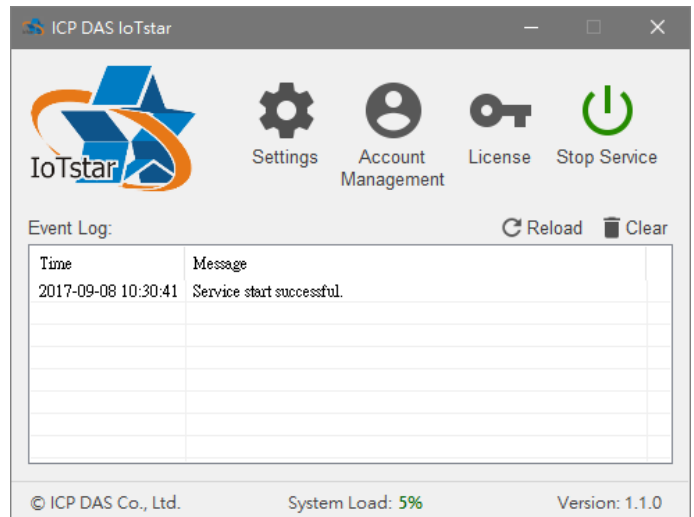 ICP DAS IoTstar
IoTstar
Settings
Account
Management
License
Stop Service
Event Log:
Reload
Clear
Time Message
2017-09-08 10:30:41 Service start successful.
© ICP DAS Co., Ltd. System Load: 5% Version: 1.1.0